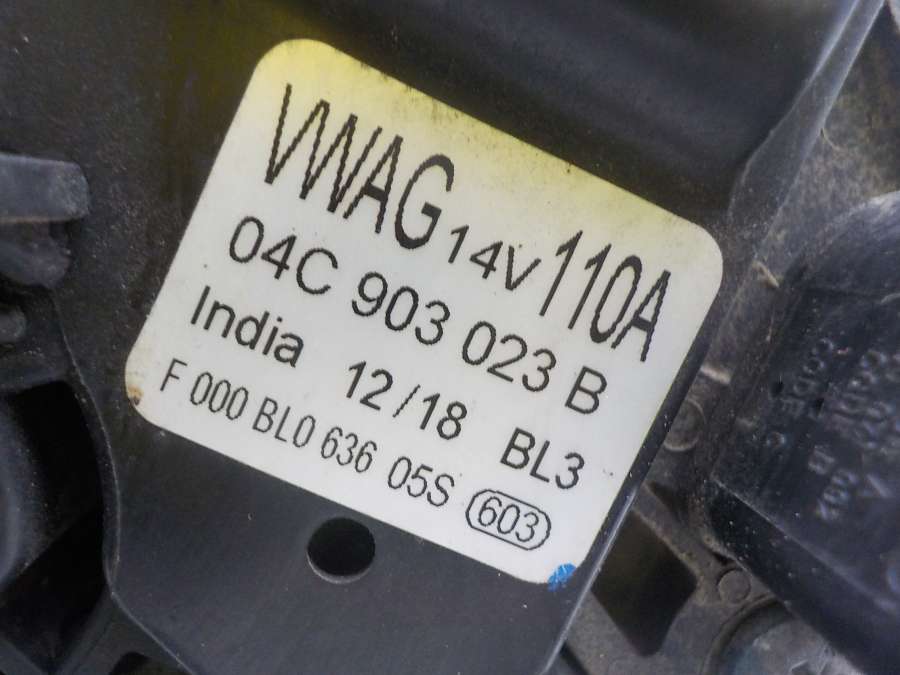 VWAG 14V 110A
04C 903 023 B
India 12/18 BL3
F 000 BL0 636 05S 603